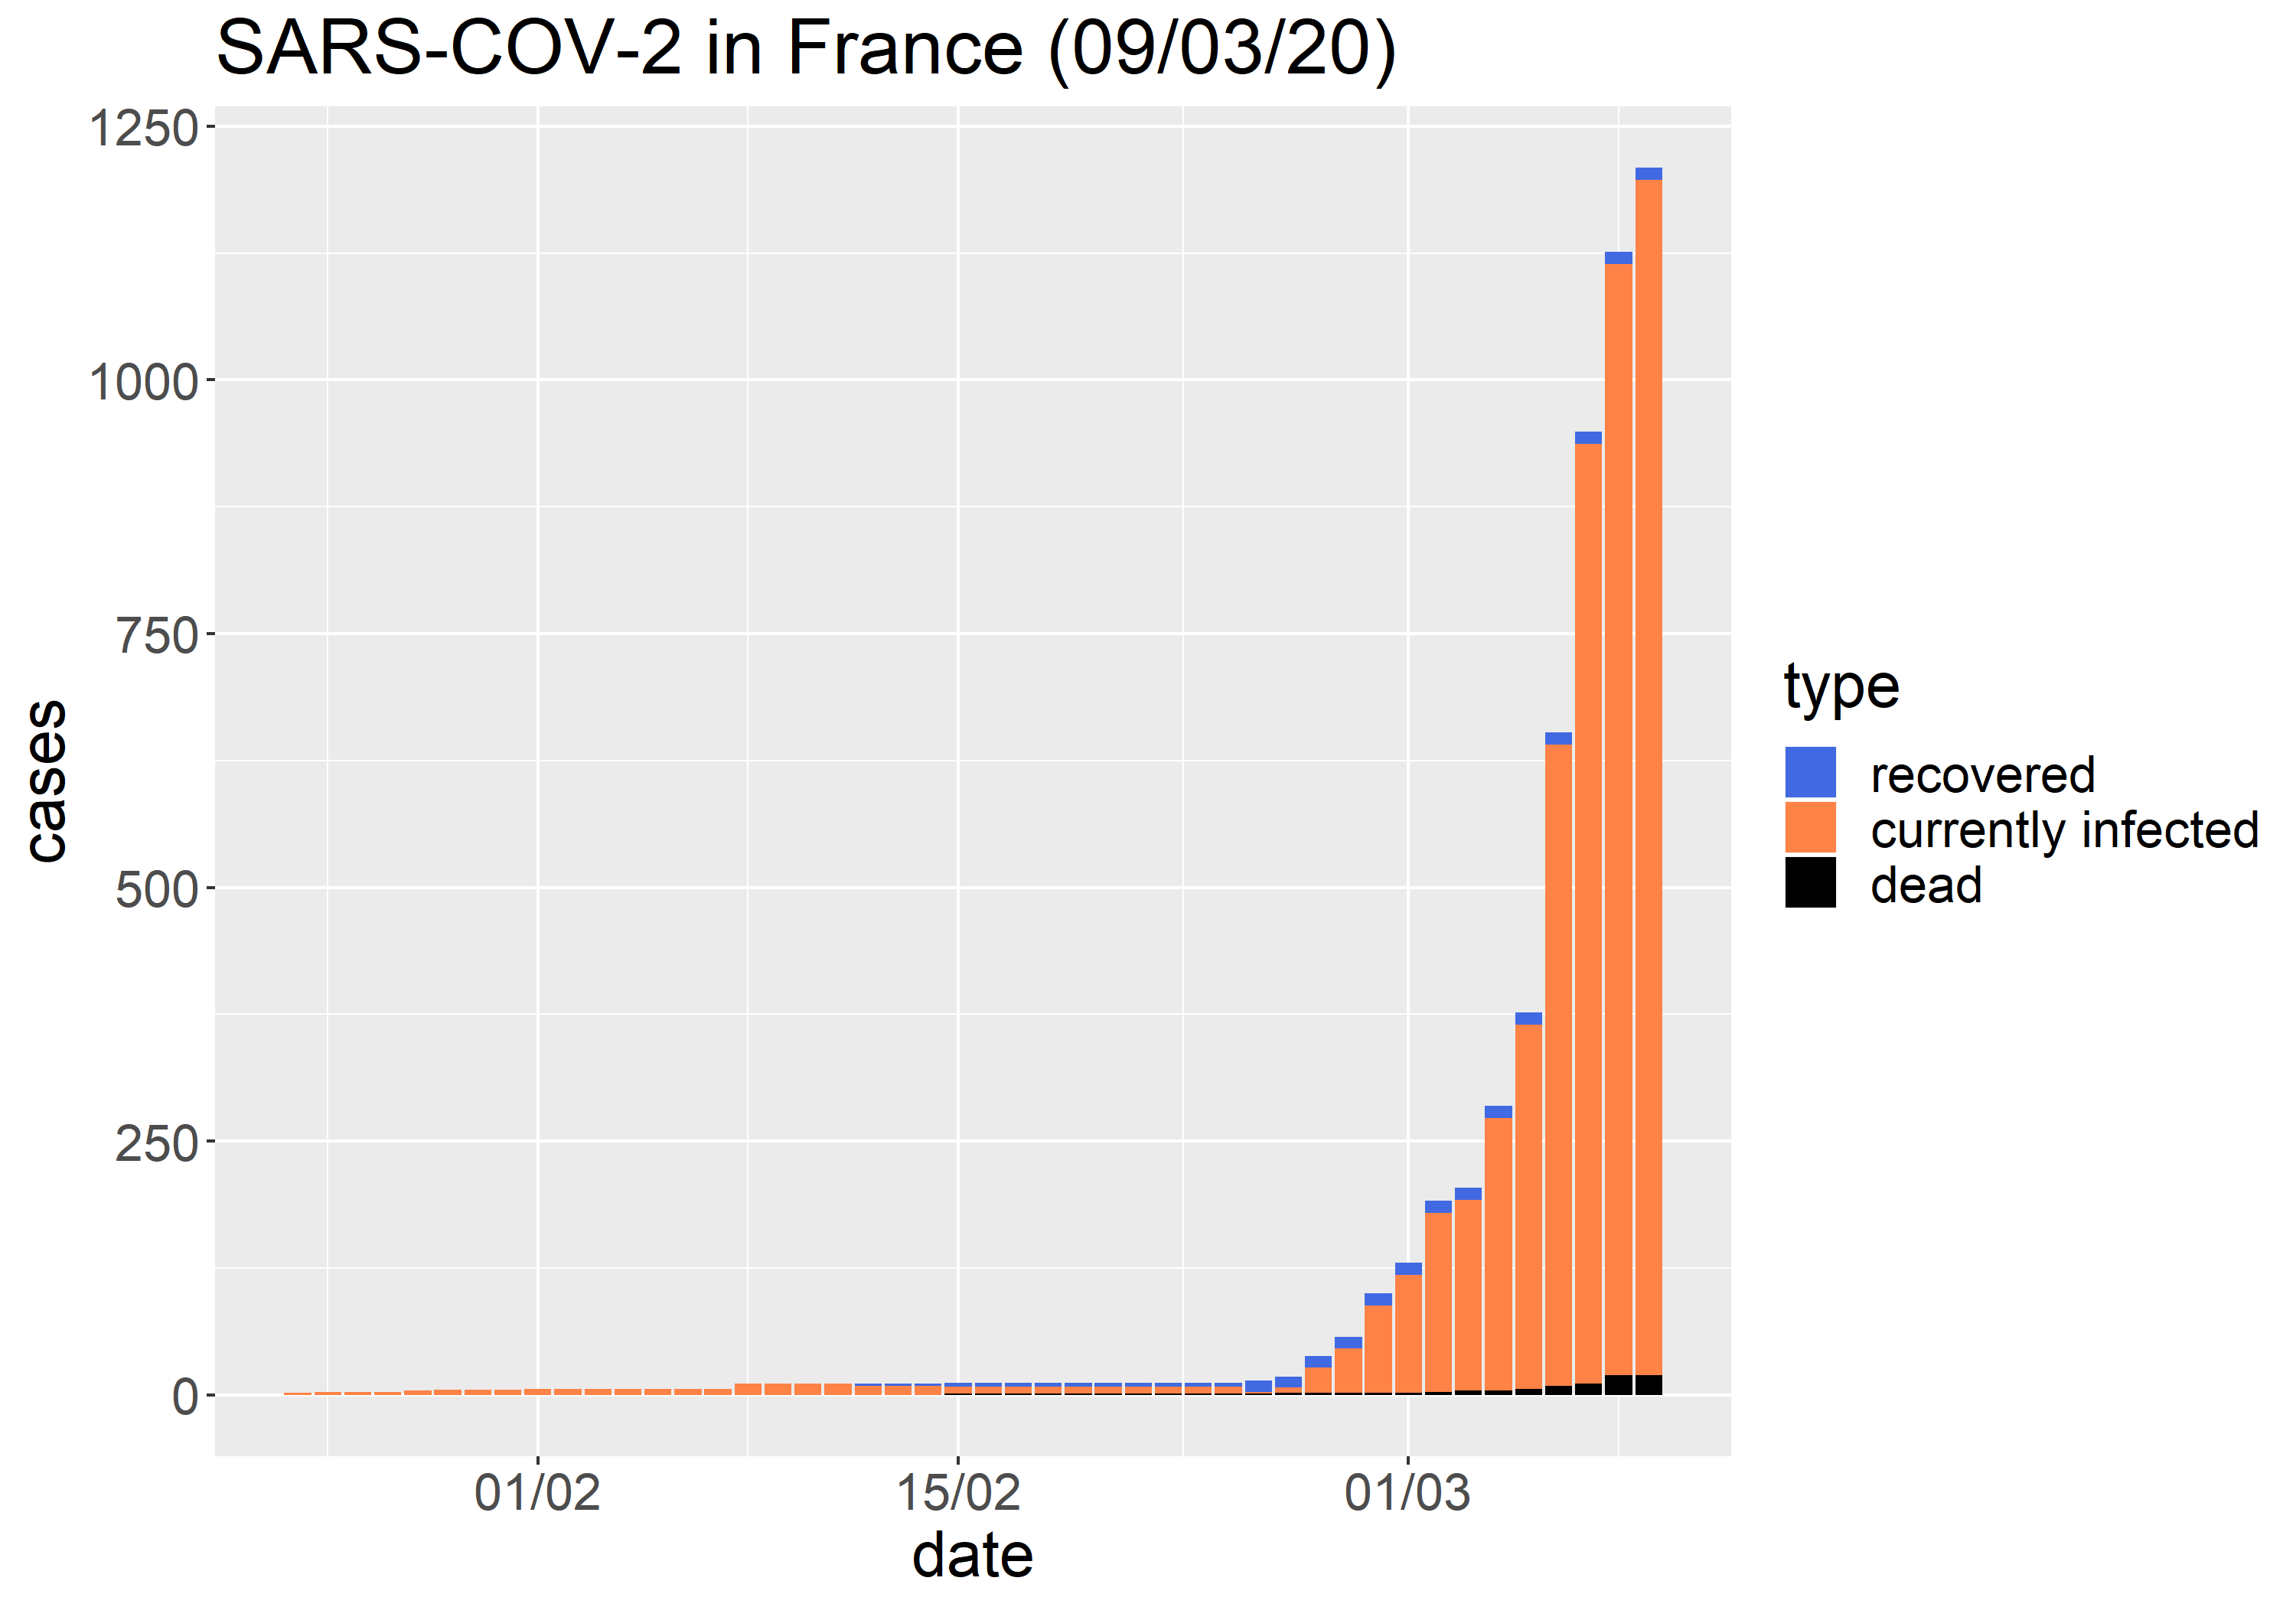 SARS-COV-2 in France (09/03/20)
1250
1000
750
500
250
0
cases
01/02
15/02
01/03
date
type
recovered
currently infected
dead